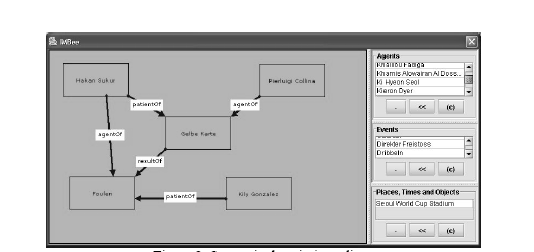 IMBee
Hakan Sukur
Pierluigi Collina
patientOf
agentOf
Gelbe Karte
agentOf
resultOf
Foulen
patientOf
Kily Gonzalez
Agents
Khalilou Fadiga
Khamis Alowairan Al Doss...
Ki Hyeon Seol
Kieron Dyer
. << (c)
Events
Direkter Freistoss
Dribbeln
. << (c)
Places, Times and Objects
Seoul World Cup Stadium
. << (c)